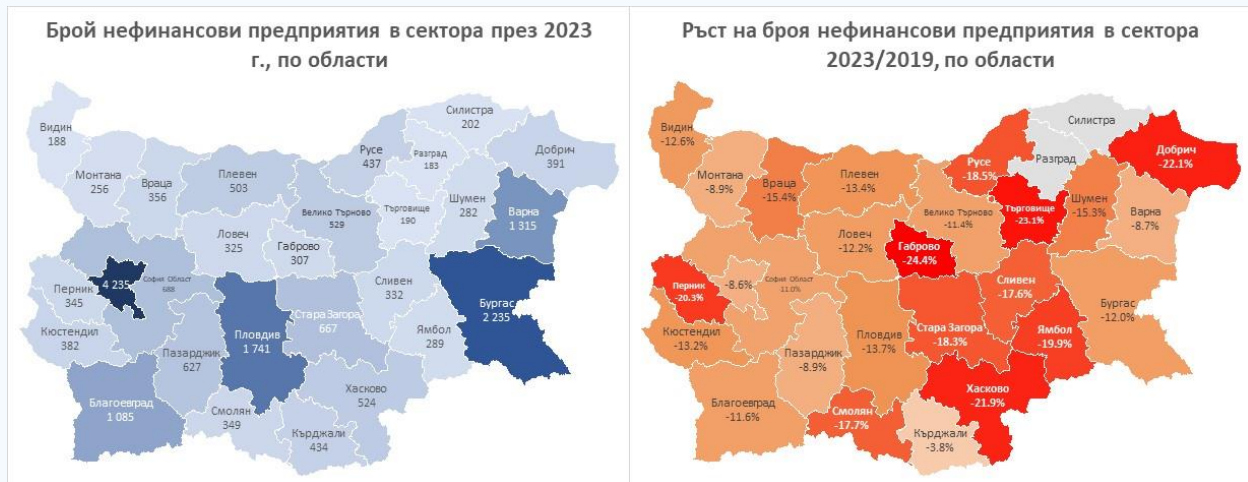 Брой нефинансови предприятия в сектора през 2023
г., по области
Видин
188
Монтана
256
Враца
356
Плевен
503
Русе
437
Силистра
202
Разград
183
Добрич
391
Шумен
282
Търговище
190
Варна
1 315
Велико Търново
529
Ловеч
325
Габрово
307
4 235
София Област
688
Перник
345
Кюстендил
382
Пазарджик
627
Пловдив
1 741
Стара Загора
667
Сливен
332
Ямбол
289
Бургас
2 235
Благоевград
1 085
Смолян
349
Хасково
524
Кърджали
434
Ръст на броя нефинансови предприятия в сектора
2023/2019, по области
Видин
-12.6%
Монтана
-8.9%
Враца
-15.4%
Плевен
-13.4%
Русе
-18.5%
Силистра
Разград
Добрич
-22.1%
Шумен
-15.3%
Търговище
-23.1%
Варна
-8.7%
Велико Търново
-11.4%
Ловеч
-12.2%
Габрово
-24.4%
-8.6%
София Област
11.0%
Перник
-20.3%
Кюстендил
-13.2%
Пазарджик
-8.9%
Пловдив
-13.7%
Стара Загора
-18.3%
Сливен
-17.6%
Ямбол
-19.9%
Бургас
-12.0%
Благоевград
-11.6%
Смолян
-17.7%
Хасково
-21.9%
Кърджали
-3.8%